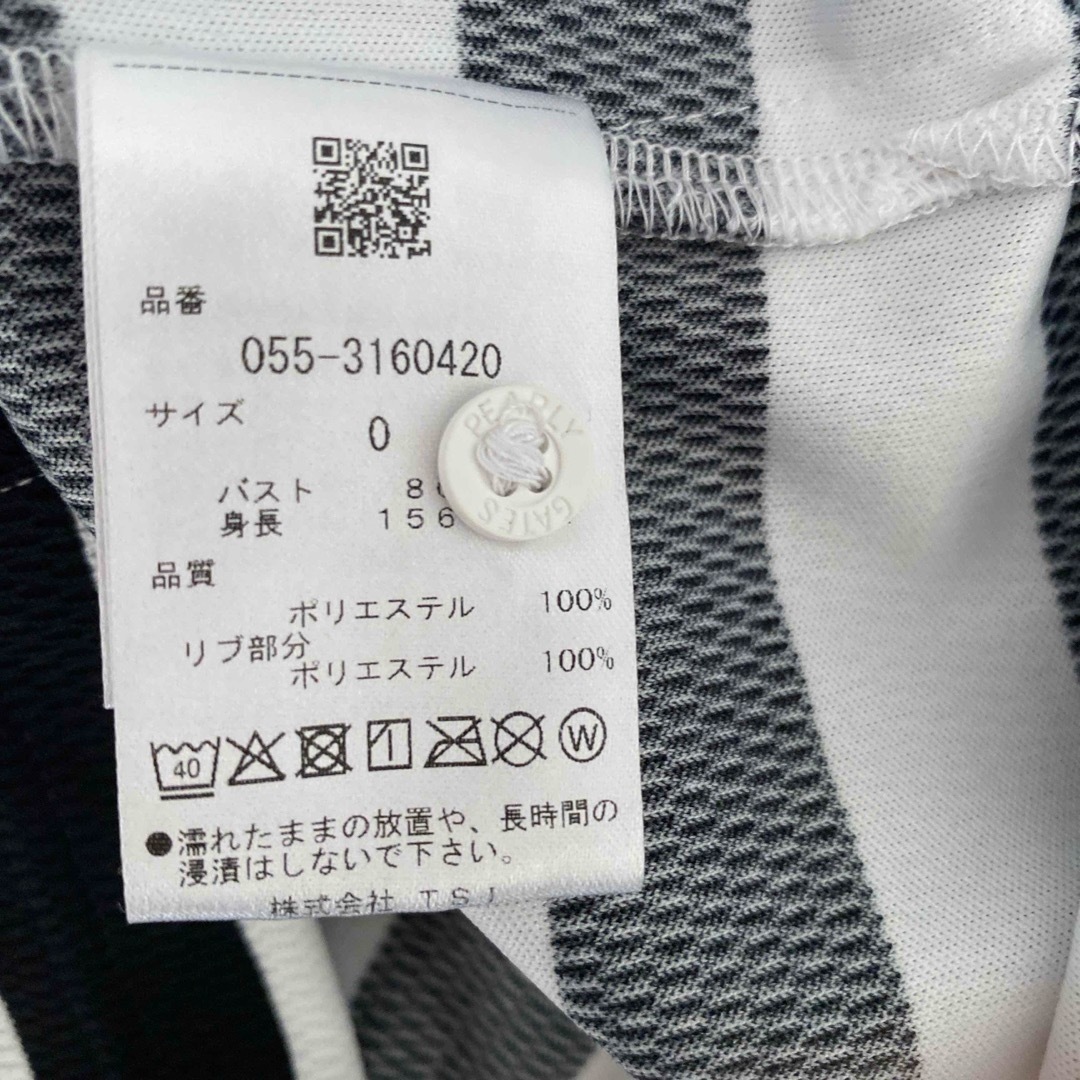 品番
055-3160420
サイズ
0
バスト 8
身長 156
PEARLY
GATES
品質
ポリエステル 100%
リブ部分
ポリエステル 100%
40
W
●濡れたままの放置や、長時間の
浸漬はしないで下さい。
株式会社 TSI